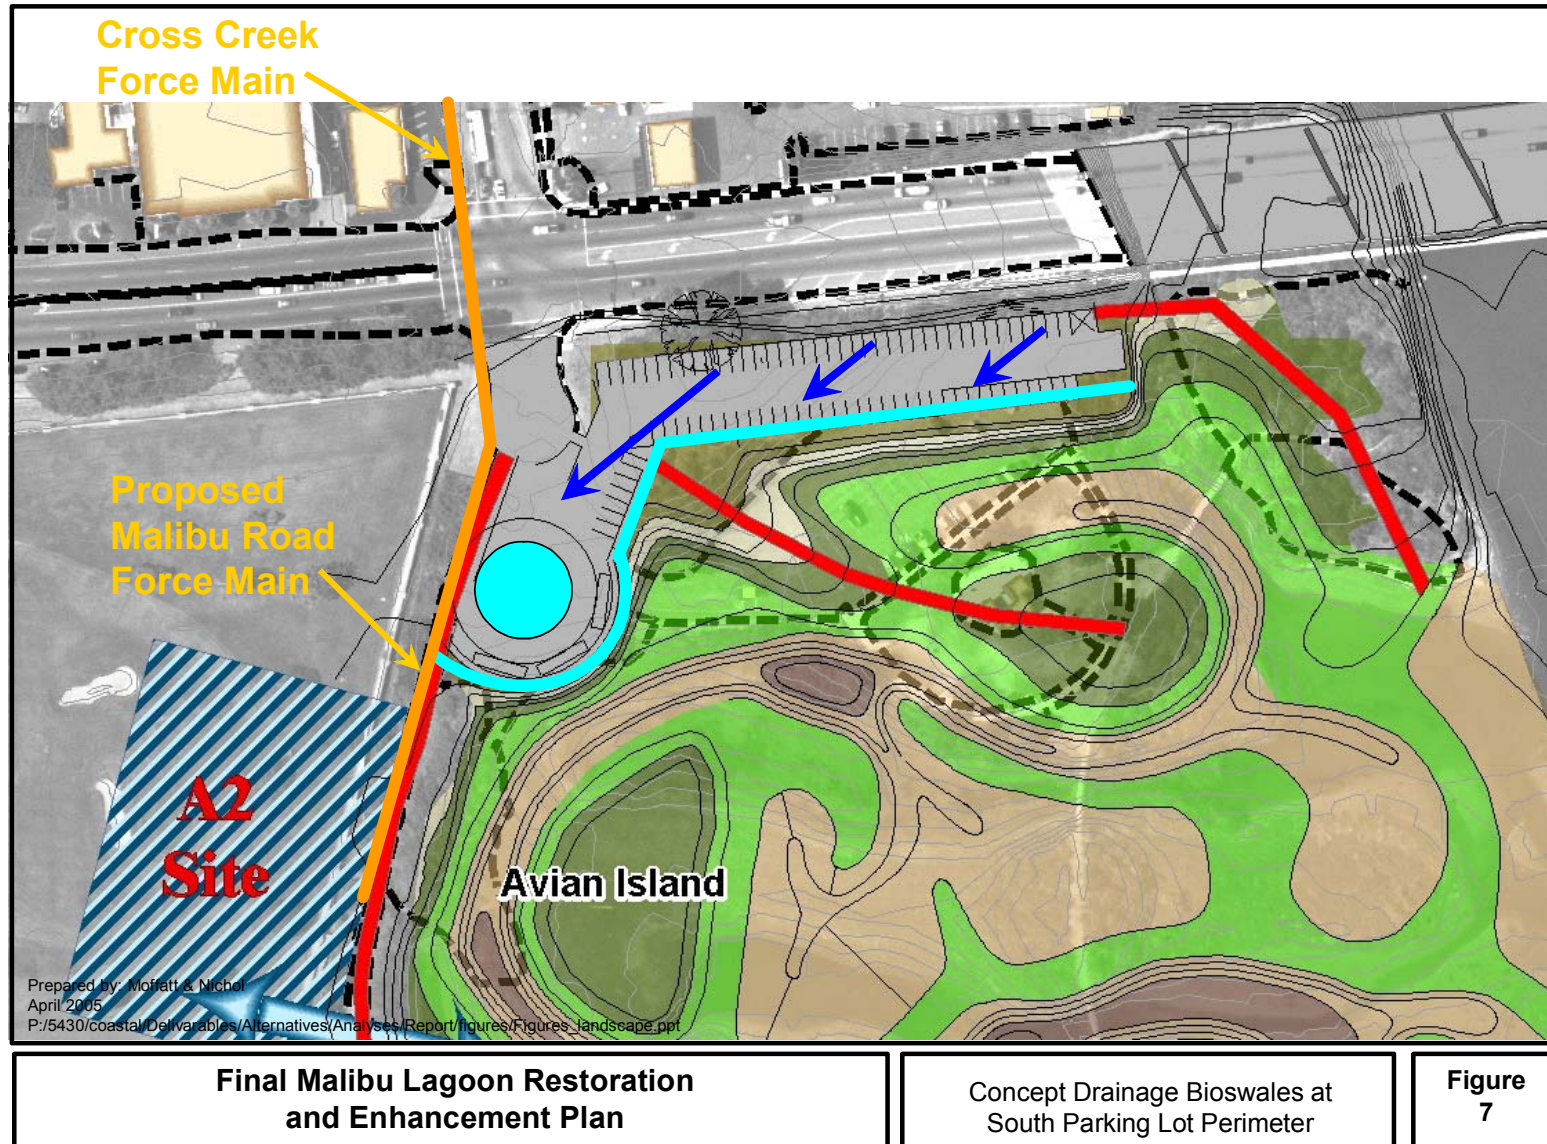 Cross Creek
Force Main
Proposed
Malibu Road
Force Main
A2
Site
Avian Island
Prepared by: Moffatt & Nichol
April 2005
P:/5430/coastal/Delivarables/Alternatives/Analyses/Report/figures/Figures_landscape.ppt
Final Malibu Lagoon Restoration
and Enhancement Plan
Concept Drainage Bioswales at
South Parking Lot Perimeter
Figure
7